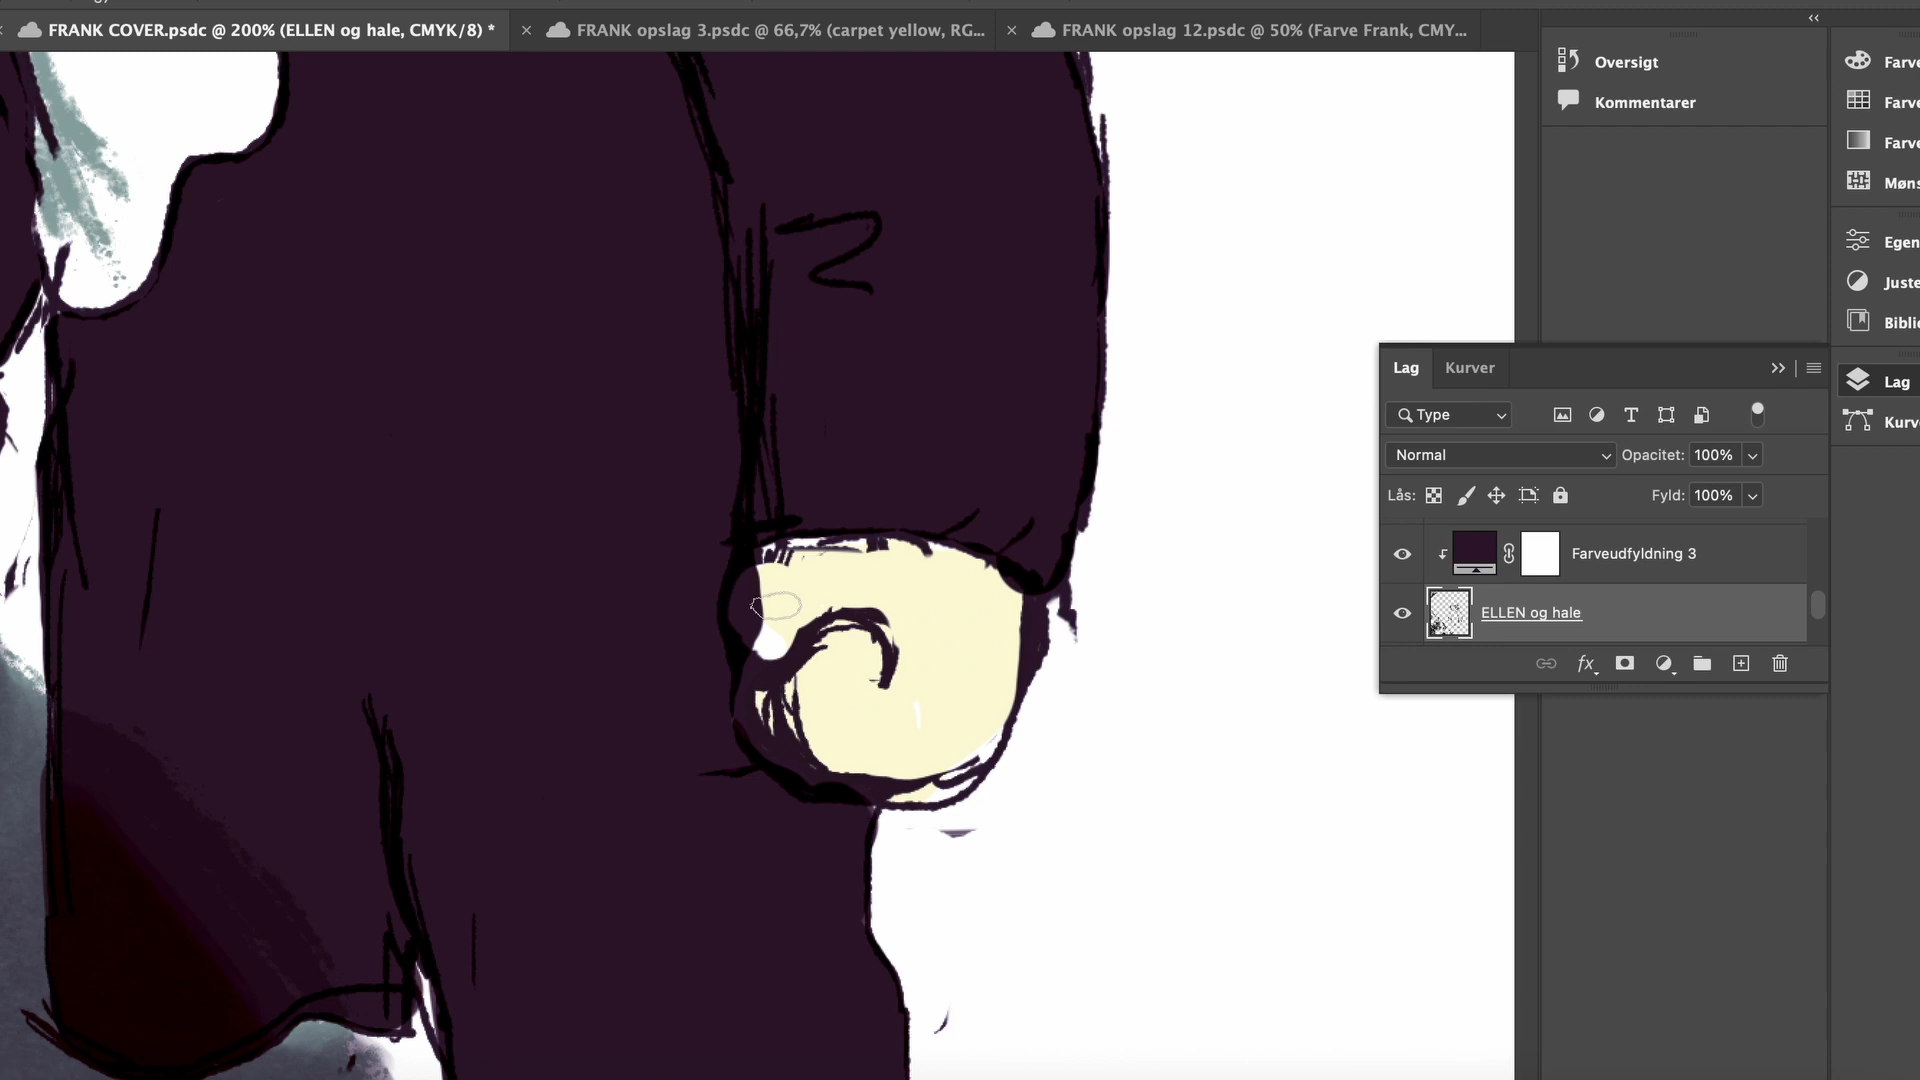 FRANK COVER.psdc @ 200% (ELLEN og hale, CMYK/8) *
FRANK opslag 3.psdc @ 66,7% (carpet yellow, RG...
FRANK opslag 12.psdc @ 50% (Farve Frank, CMY...
Oversigt
Kommentarer
Farve
Farve
Farve
Møns
Egen
Juste
Biblio
Lag
Kurve
Lag
Kurver
Type
Normal
Opacitet: 100%
Lås:
Fyld: 100%
Farveudfyldning 3
ELLEN og hale
fx